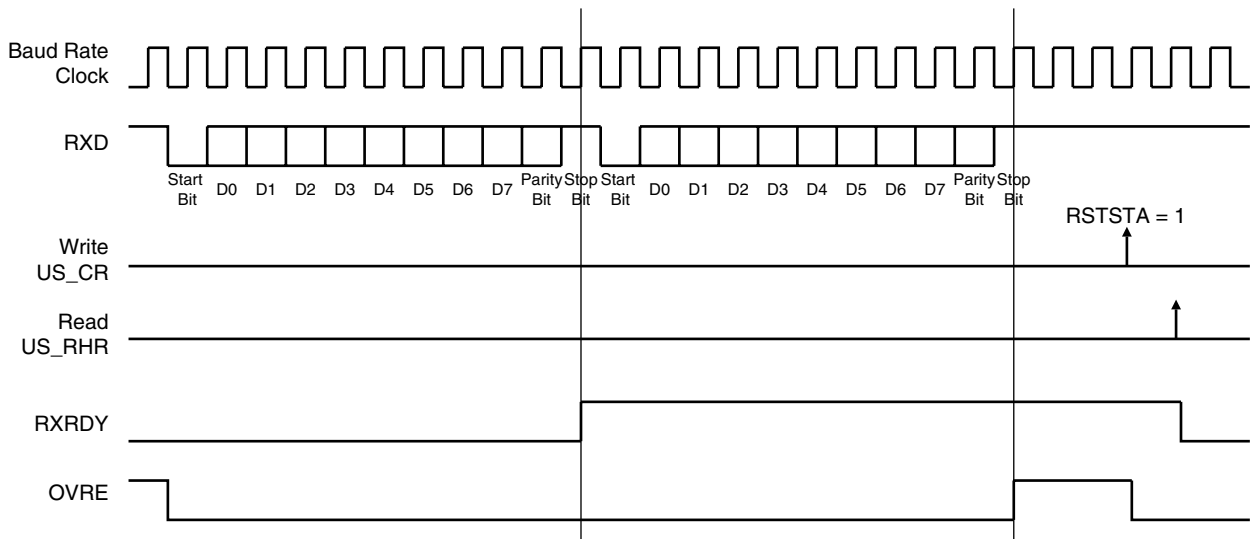 Baud Rate
Clock
RXD
Start
Bit
D0
D1
D2
D3
D4
D5
D6
D7
Parity
Bit
Stop
Bit
Start
Bit
D0
D1
D2
D3
D4
D5
D6
D7
Parity
Bit
Stop
Bit
RSTSTA = 1
Write
US_CR
Read
US_RHR
RXRDY
OVRE